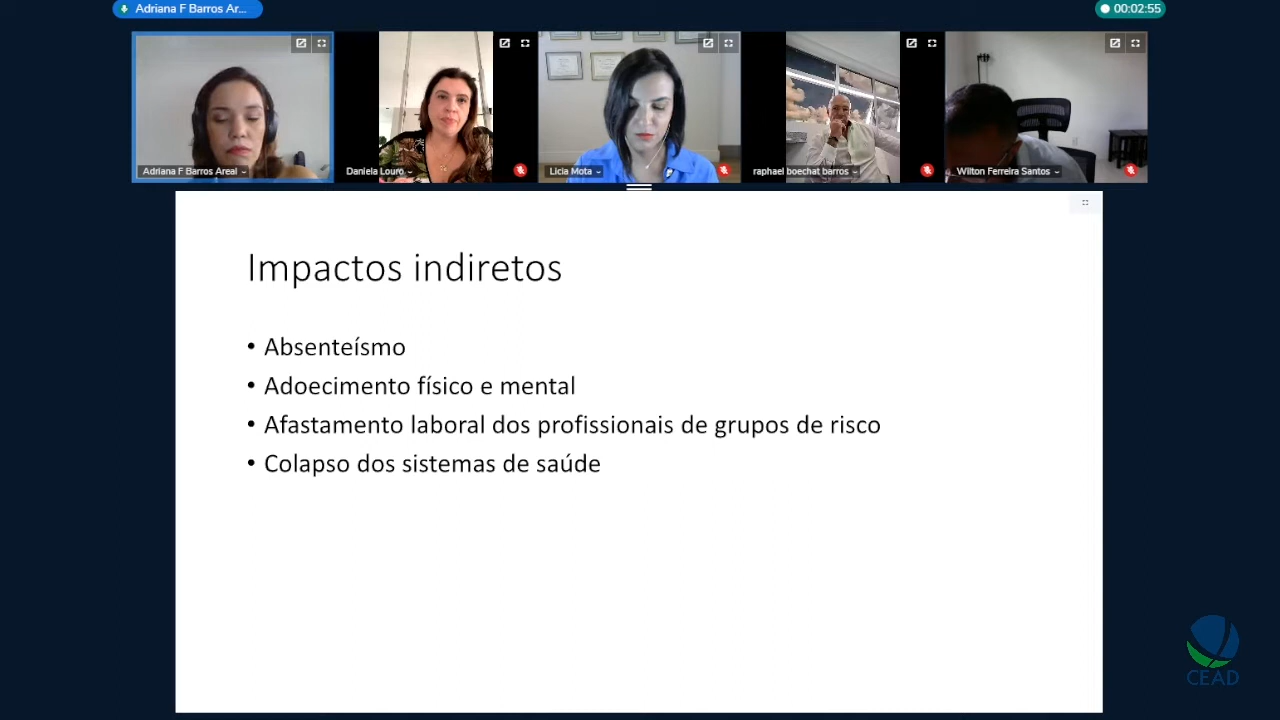 Adriana F Barros Ar...
00:02:55
Adriana F Barros Areal
Daniela Louro
Licia Mota
raphael boechat barros
Wilton Ferreira Santos
Impactos indiretos
• Absenteísmo
• Adoecimento físico e mental
• Afastamento laboral dos profissionais de grupos de risco
• Colapso dos sistemas de saúde
CEAD